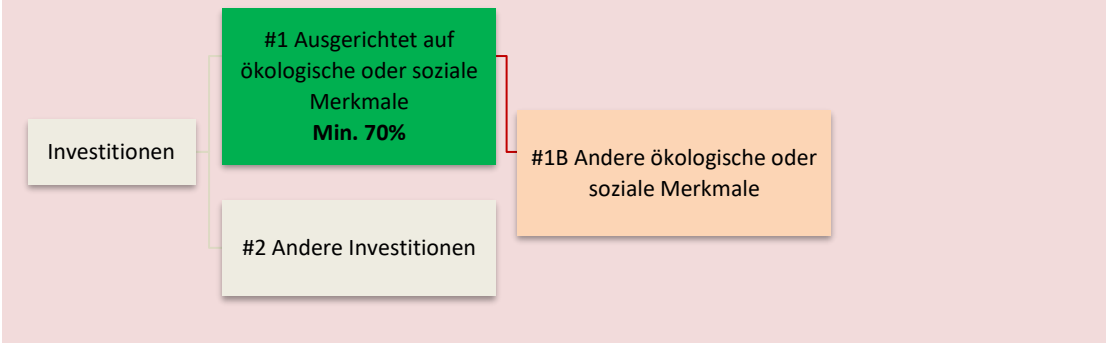 #1 Ausgerichtet auf
ökologische oder soziale
Merkmale
Min. 70%
Investitionen
#1B Andere ökologische oder
soziale Merkmale
#2 Andere Investitionen